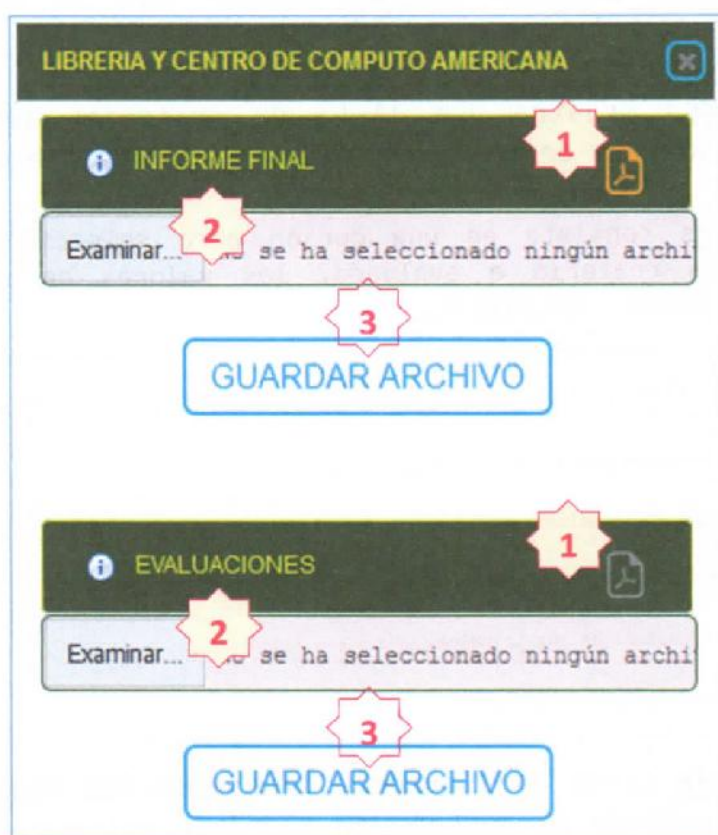 LIBRERIA Y CENTRO DE COMPUTO AMERICANA
1
INFORME FINAL
2
Examinar... se ha seleccionado ningún archi
3
GUARDAR ARCHIVO
1
EVALUACIONES
2
Examinar... se ha seleccionado ningún archi
3
GUARDAR ARCHIVO